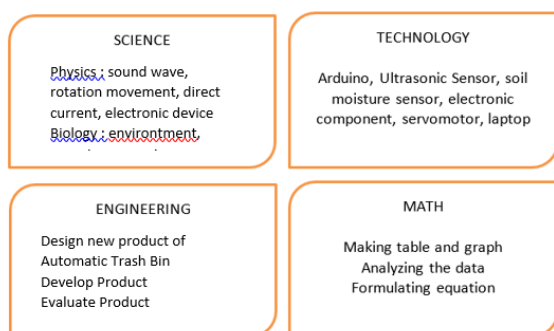 SCIENCE
Physics : sound wave,
rotation movement, direct
current, electronic device
Biology : environtment,
TECHNOLOGY
Arduino, Ultrasonic Sensor, soil
moisture sensor, electronic
component, servomotor, laptop
ENGINEERING
Design new product of
Automatic Trash Bin
Develop Product
Evaluate Product
MATH
Making table and graph
Analyzing the data
Formulating equation